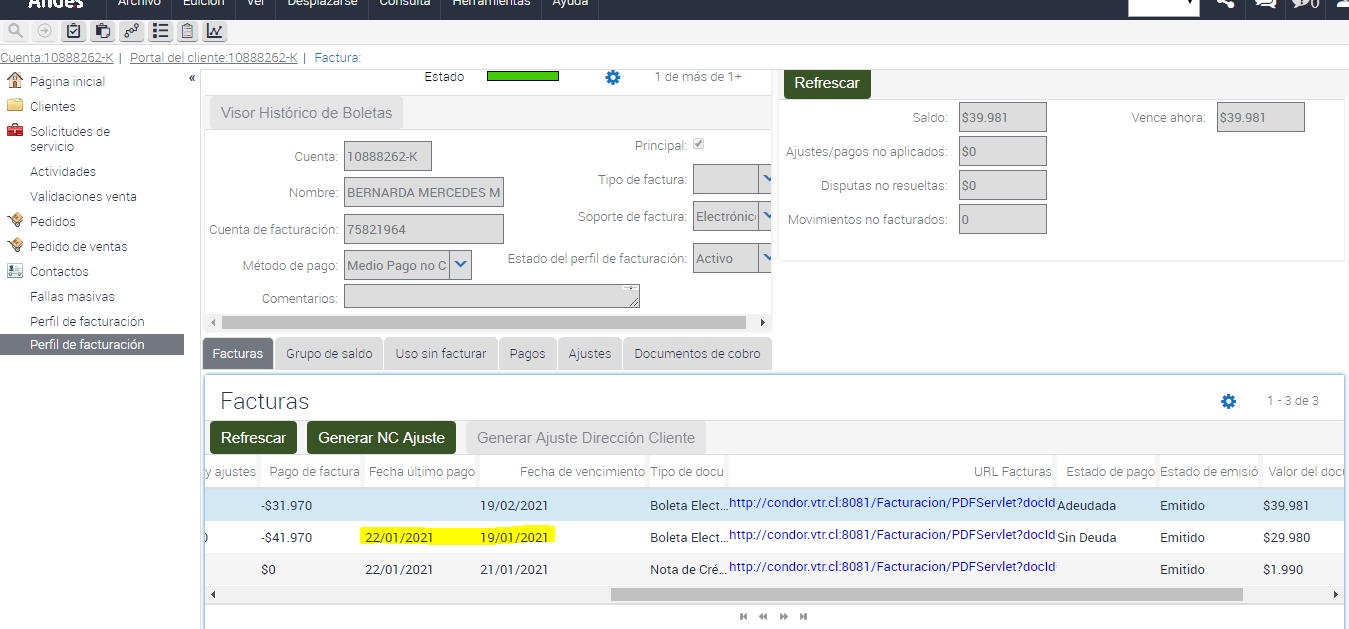 Andes Archivo Edición Ver Desplazarse Consulta Herramientas Ayuda
Cuenta:10888262-K | Portal del cliente:10888262-K | Factura:
Página inicial «
Clientes
Solicitudes de
servicio
Actividades
Validaciones venta
Pedidos
Pedido de ventas
Contactos
Fallas masivas
Perfil de facturación
Perfil de facturación
Estado 1 de más de 1+
Visor Histórico de Boletas
Cuenta: 10888262-K
Nombre: BERNARDA MERCEDES M
Cuenta de facturación: 75821964
Método de pago: Medio Pago no C
Comentarios:
Principal:
Tipo de factura:
Soporte de factura: Electrónic
Estado del perfil de facturación: Activo
Refrescar
Saldo: $39.981 Vence ahora: $39.981
Ajustes/pagos no aplicados: $0
Disputas no resueltas: $0
Movimientos no facturados: 0
Facturas Grupo de saldo Uso sin facturar Pagos Ajustes Documentos de cobro
Facturas 1 - 3 de 3
Refrescar Generar NC Ajuste Generar Ajuste Dirección Cliente
y ajustes Pago de factura Fecha último pago Fecha de vencimiento Tipo de docu URL Facturas Estado de pago Estado de emisió Valor del docu
-$31.970 19/02/2021 Boleta Elect... http://condor.vtr.cl:8081/Facturacion/PDFServlet?docId Adeudada Emitido $39.981
-$41.970 22/01/2021 19/01/2021 Boleta Elect... http://condor.vtr.cl:8081/Facturacion/PDFServlet?docId Sin Deuda Emitido $29.980
$0 22/01/2021 21/01/2021 Nota de Cré... http://condor.vtr.cl:8081/Facturacion/PDFServlet?docId Emitido $1.990